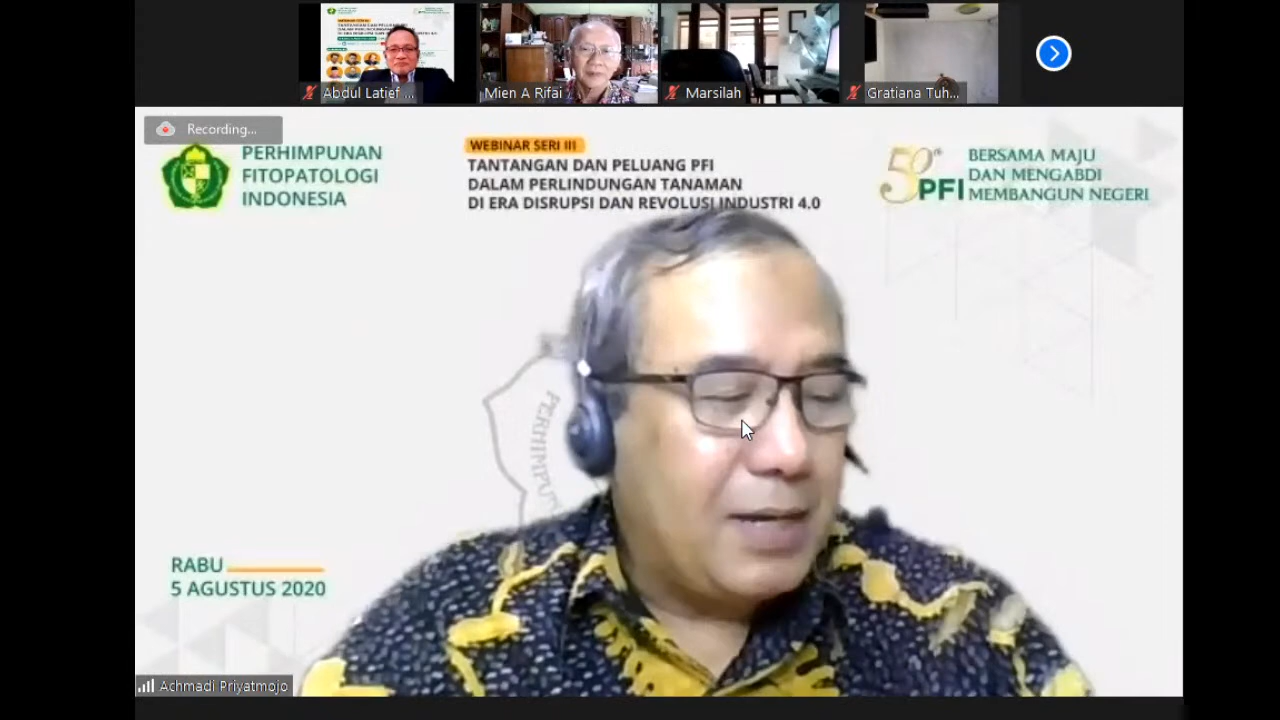 Abdul Latief ...
Mien A Rifai
Marsilah
Gratiana Tuh...
Recording...
PERHIMPUNAN
FITOPATOLOGI
INDONESIA
WEBINAR SERI III
TANTANGAN DAN PELUANG PFI
DALAM PERLINDUNGAN TANAMAN
DI ERA DISRUPSI DAN REVOLUSI INDUSTRI 4.0
50th
PFI
BERSAMA MAJU
DAN MENGABDI
MEMBANGUN NEGERI
RABU
5 AGUSTUS 2020
Achmadi Priyatmojo